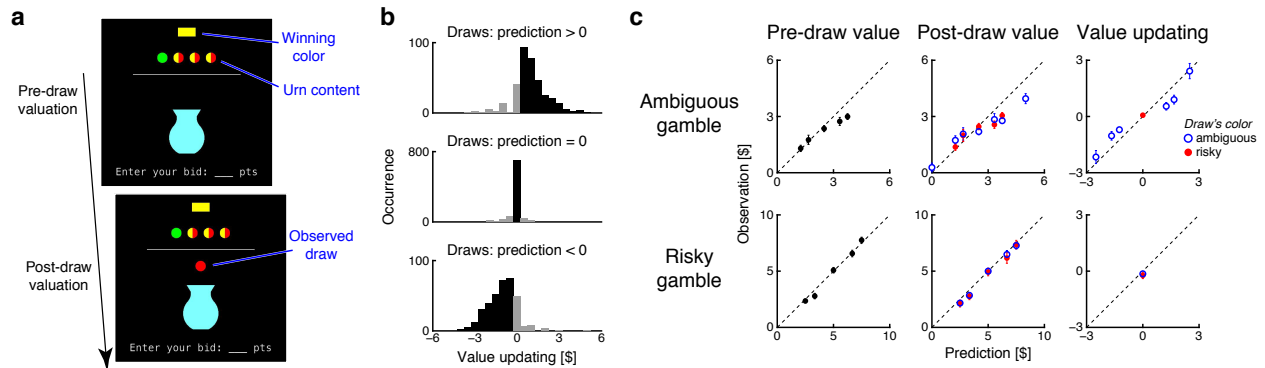 a
Winning
color
Urn content
Pre-draw
valuation
Enter your bid: ___ pts
Observed
draw
Post-draw
valuation
Enter your bid: ___ pts
b
Draws: prediction > 0
100
0
Draws: prediction = 0
800
0
Occurrence
Draws: prediction < 0
100
0
−6 −3 0 3 6
Value updating [$]
c
Pre-draw value Post-draw value Value updating
Ambiguous
gamble
6
3
0
0 3 6
6
3
0
0 3 6
3
0
−3
−3 0 3
Draw's color
ambiguous
risky
Observation [$]
Risky
gamble
10
5
0
0 5 10
10
5
0
0 5 10
3
0
−3
−3 0 3
Prediction [$]